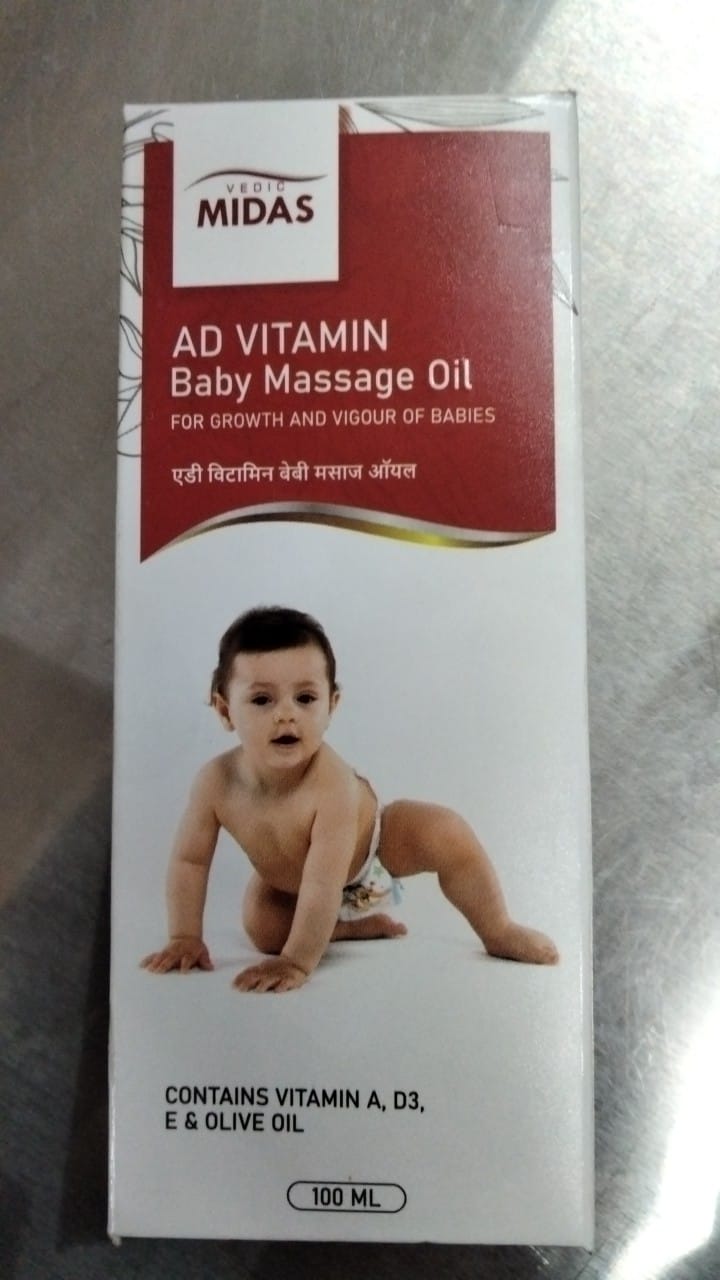 VEDIC
MIDAS
AD VITAMIN
Baby Massage Oil
FOR GROWTH AND VIGOUR OF BABIES
एडी विटामिन बेबी मसाज ऑयल
CONTAINS VITAMIN A, D3,
E & OLIVE OIL
100 ML